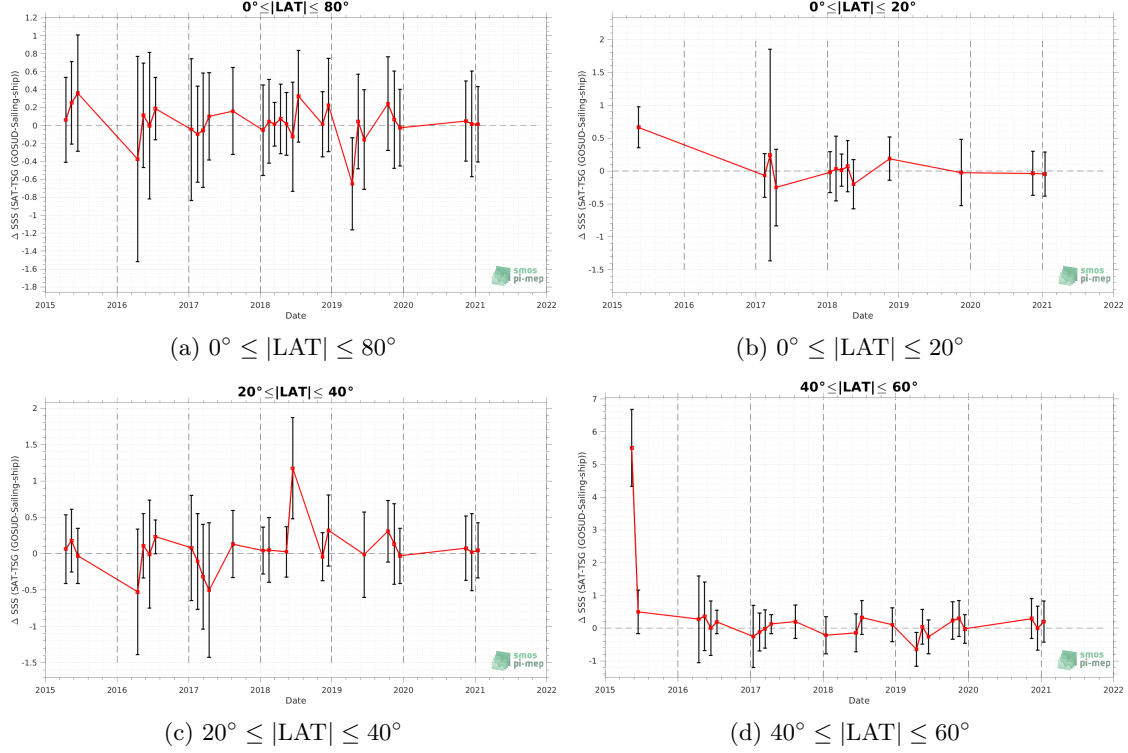 0°≤|LAT|≤ 80°
Δ SSS (SAT-TSG (GOSUD-Sailing-ship))
1.2
1
0.8
0.6
0.4
0.2
0
-0.2
-0.4
-0.6
-0.8
-1
-1.2
-1.4
-1.6
-1.8
2015 2016 2017 2018 2019 2020 2021 2022
Date
smos
pi-mep
(a) 0° ≤ |LAT| ≤ 80°
0°≤|LAT|≤ 20°
Δ SSS (SAT-TSG (GOSUD-Sailing-ship))
2
1.5
1
0.5
0
-0.5
-1
-1.5
2015 2016 2017 2018 2019 2020 2021 2022
Date
smos
pi-mep
(b) 0° ≤ |LAT| ≤ 20°
20°≤|LAT|≤ 40°
Δ SSS (SAT-TSG (GOSUD-Sailing-ship))
2
1.5
1
0.5
0
-0.5
-1
-1.5
2015 2016 2017 2018 2019 2020 2021 2022
Date
smos
pi-mep
(c) 20° ≤ |LAT| ≤ 40°
40°≤|LAT|≤ 60°
Δ SSS (SAT-TSG (GOSUD-Sailing-ship))
7
6
5
4
3
2
1
0
-1
2015 2016 2017 2018 2019 2020 2021 2022
Date
smos
pi-mep
(d) 40° ≤ |LAT| ≤ 60°